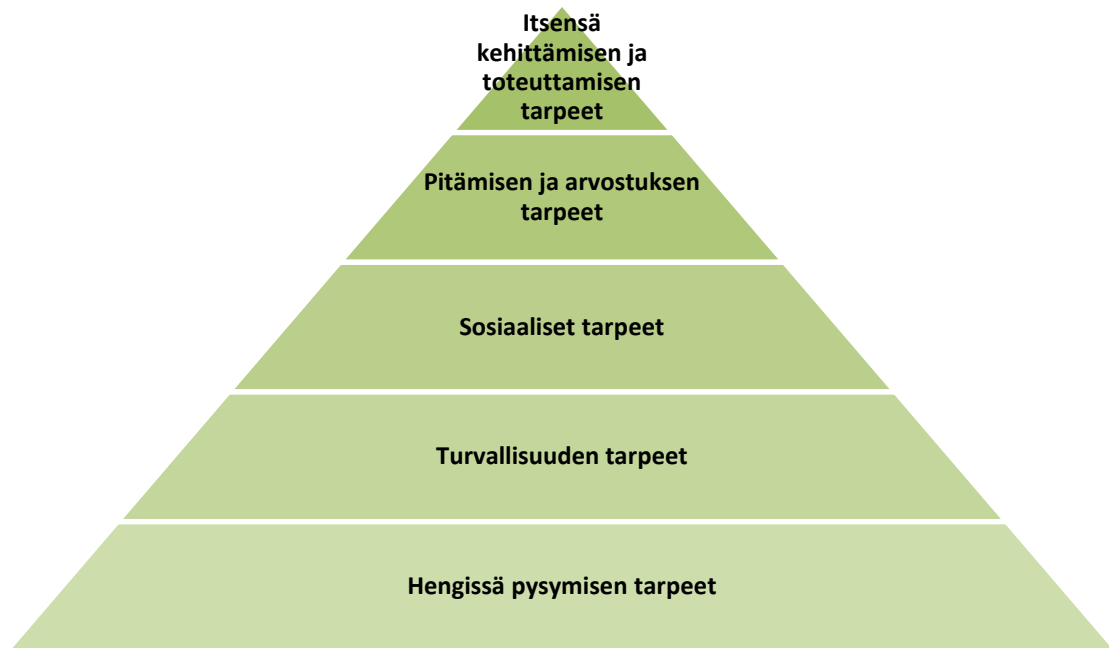 Itsensä
kehittämisen ja
toteuttamisen
tarpeet
Pitämisen ja arvostuksen
tarpeet
Sosiaaliset tarpeet
Turvallisuuden tarpeet
Hengissä pysymisen tarpeet